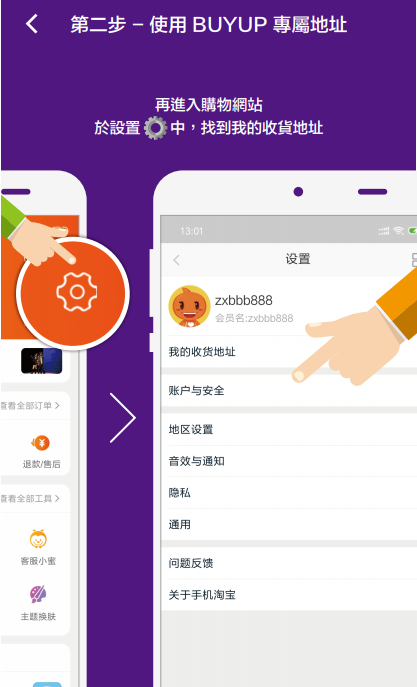 第二步 – 使用 BUYUP 專屬地址
再進入購物網站
於設置 中，找到我的收貨地址
查看全部订单
退款/售后
查看全部工具
客服小蜜
主题换肤
13:01
设置
zxbbb888
会员名:zxbbb888
我的收货地址
账户与安全
地区设置
音效与通知
隐私
通用
问题反馈
关于手机淘宝